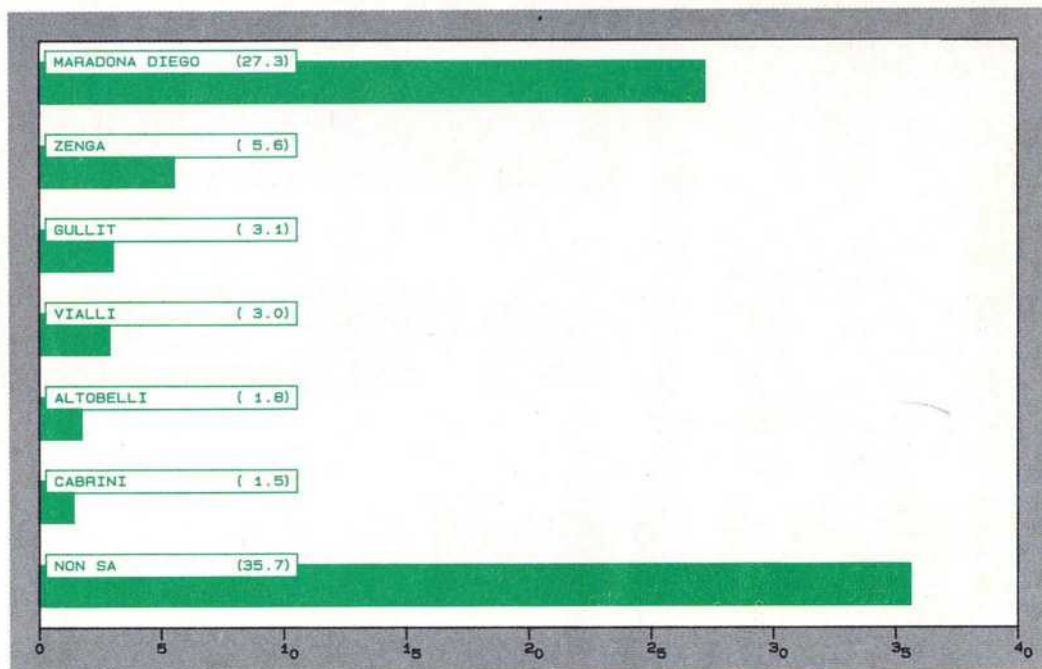 MARADONA DIEGO (27.3)
ZENGA ( 5.6)
GULLIT ( 3.1)
VIALLI ( 3.0)
ALTOBELLI ( 1.8)
CABRINI ( 1.5)
NON SA (35.7)
0 5 10 15 20 25 30 35 40